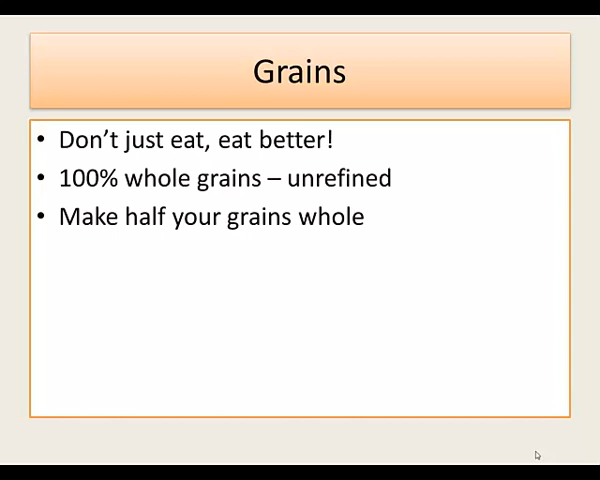 Grains
• Don’t just eat, eat better!
• 100% whole grains – unrefined
• Make half your grains whole